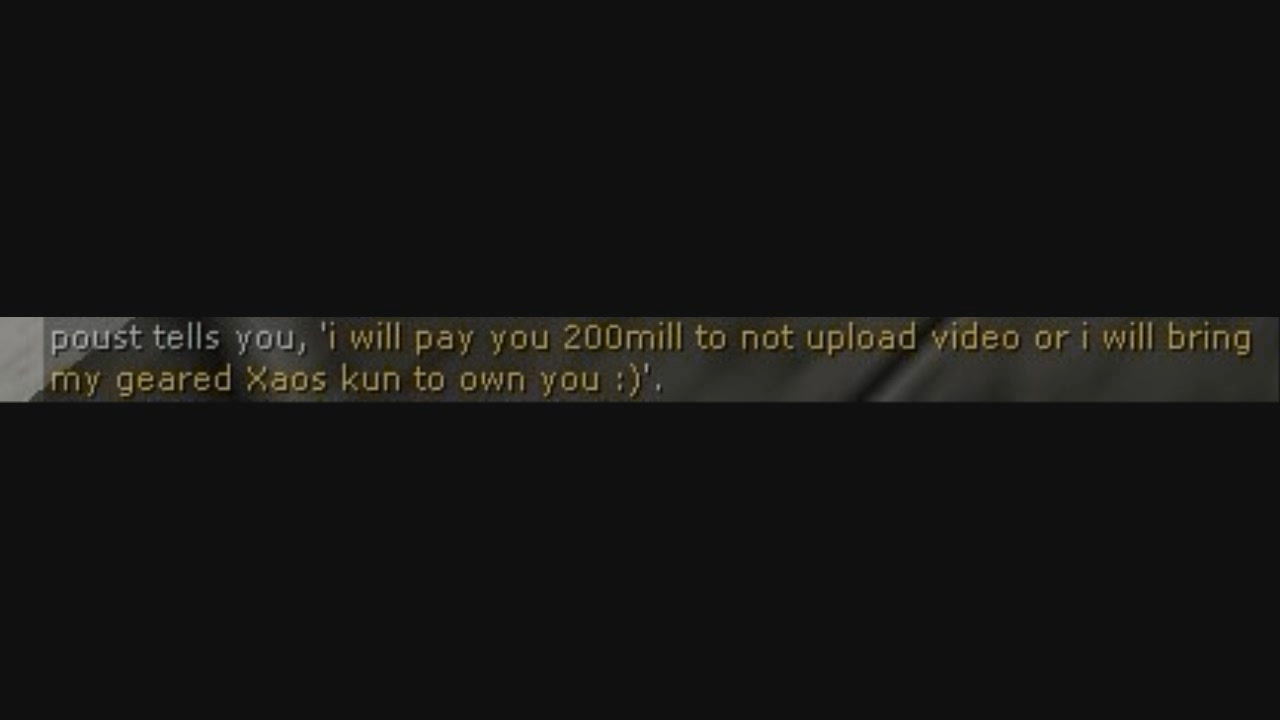 poust tells you, 'i will pay you 200mill to not upload video or i will bring
my geared Xaos kun to own you :)'.